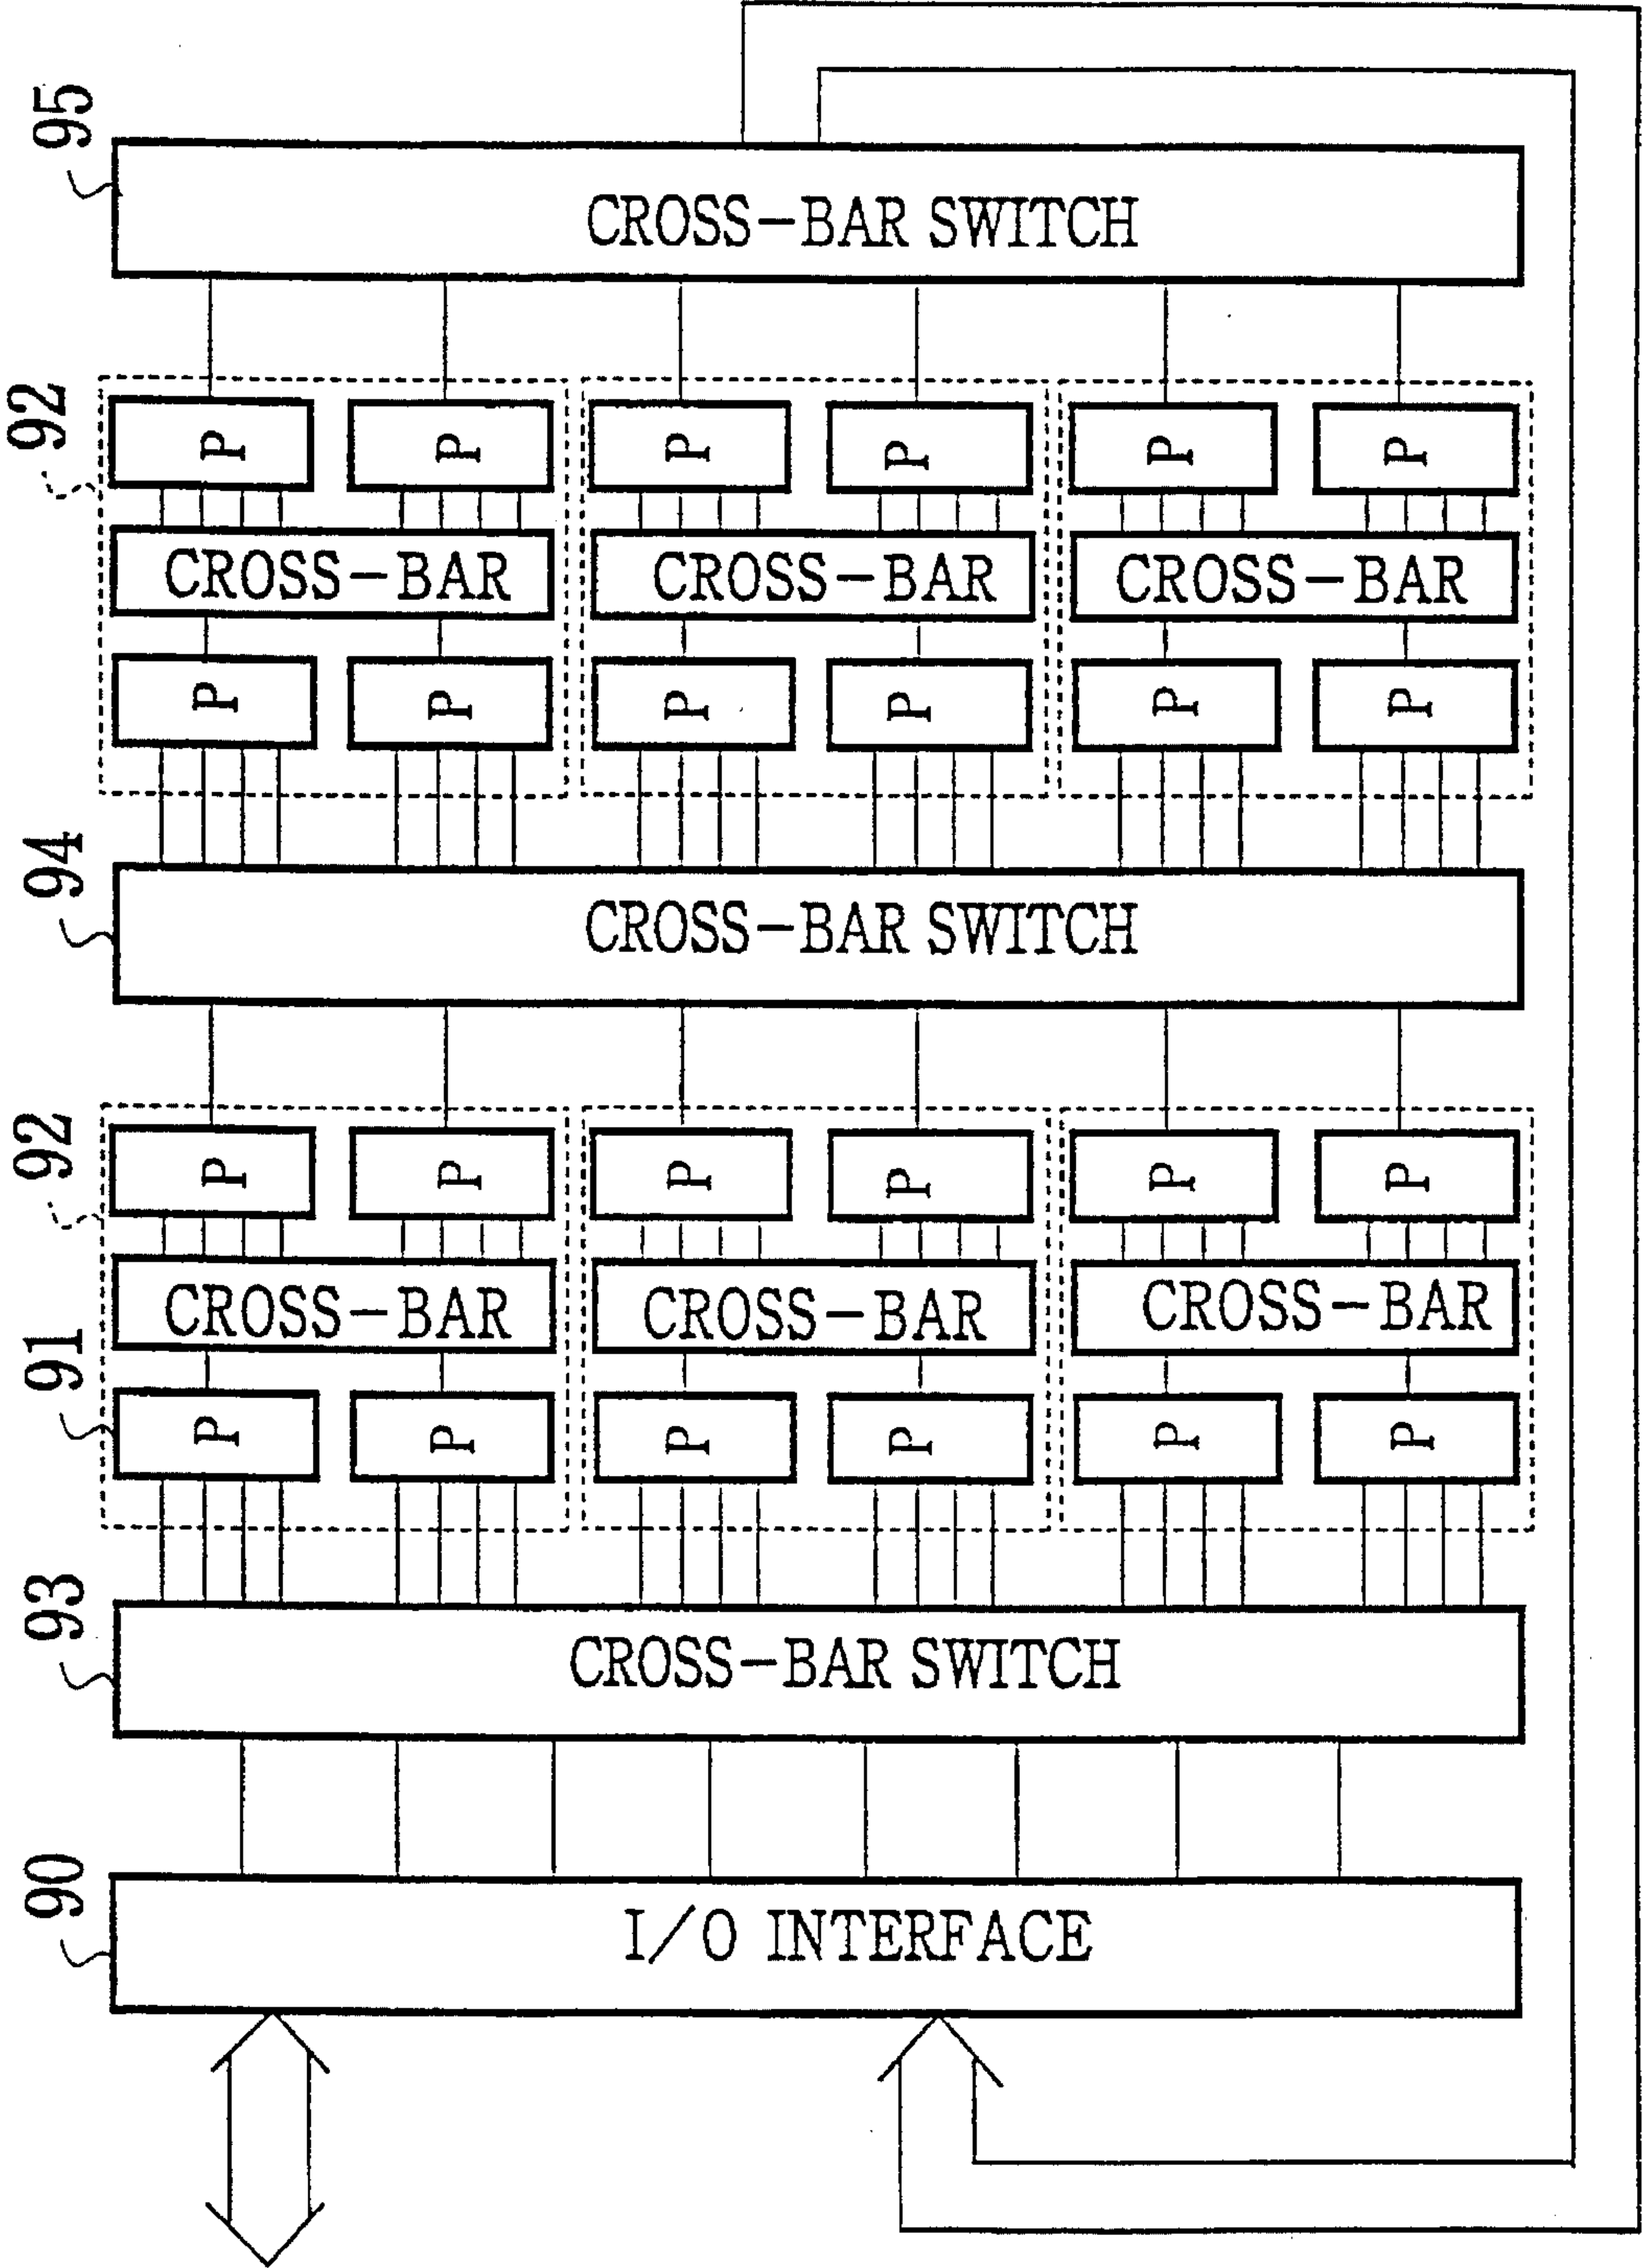 95
CROSS-BAR SWITCH
92
P P P P P P
CROSS-BAR CROSS-BAR CROSS-BAR
P P P P P P
94
CROSS-BAR SWITCH
92
P P P P P P
CROSS-BAR CROSS-BAR CROSS-BAR
91
P P P P P P
93
CROSS-BAR SWITCH
90
I/O INTERFACE